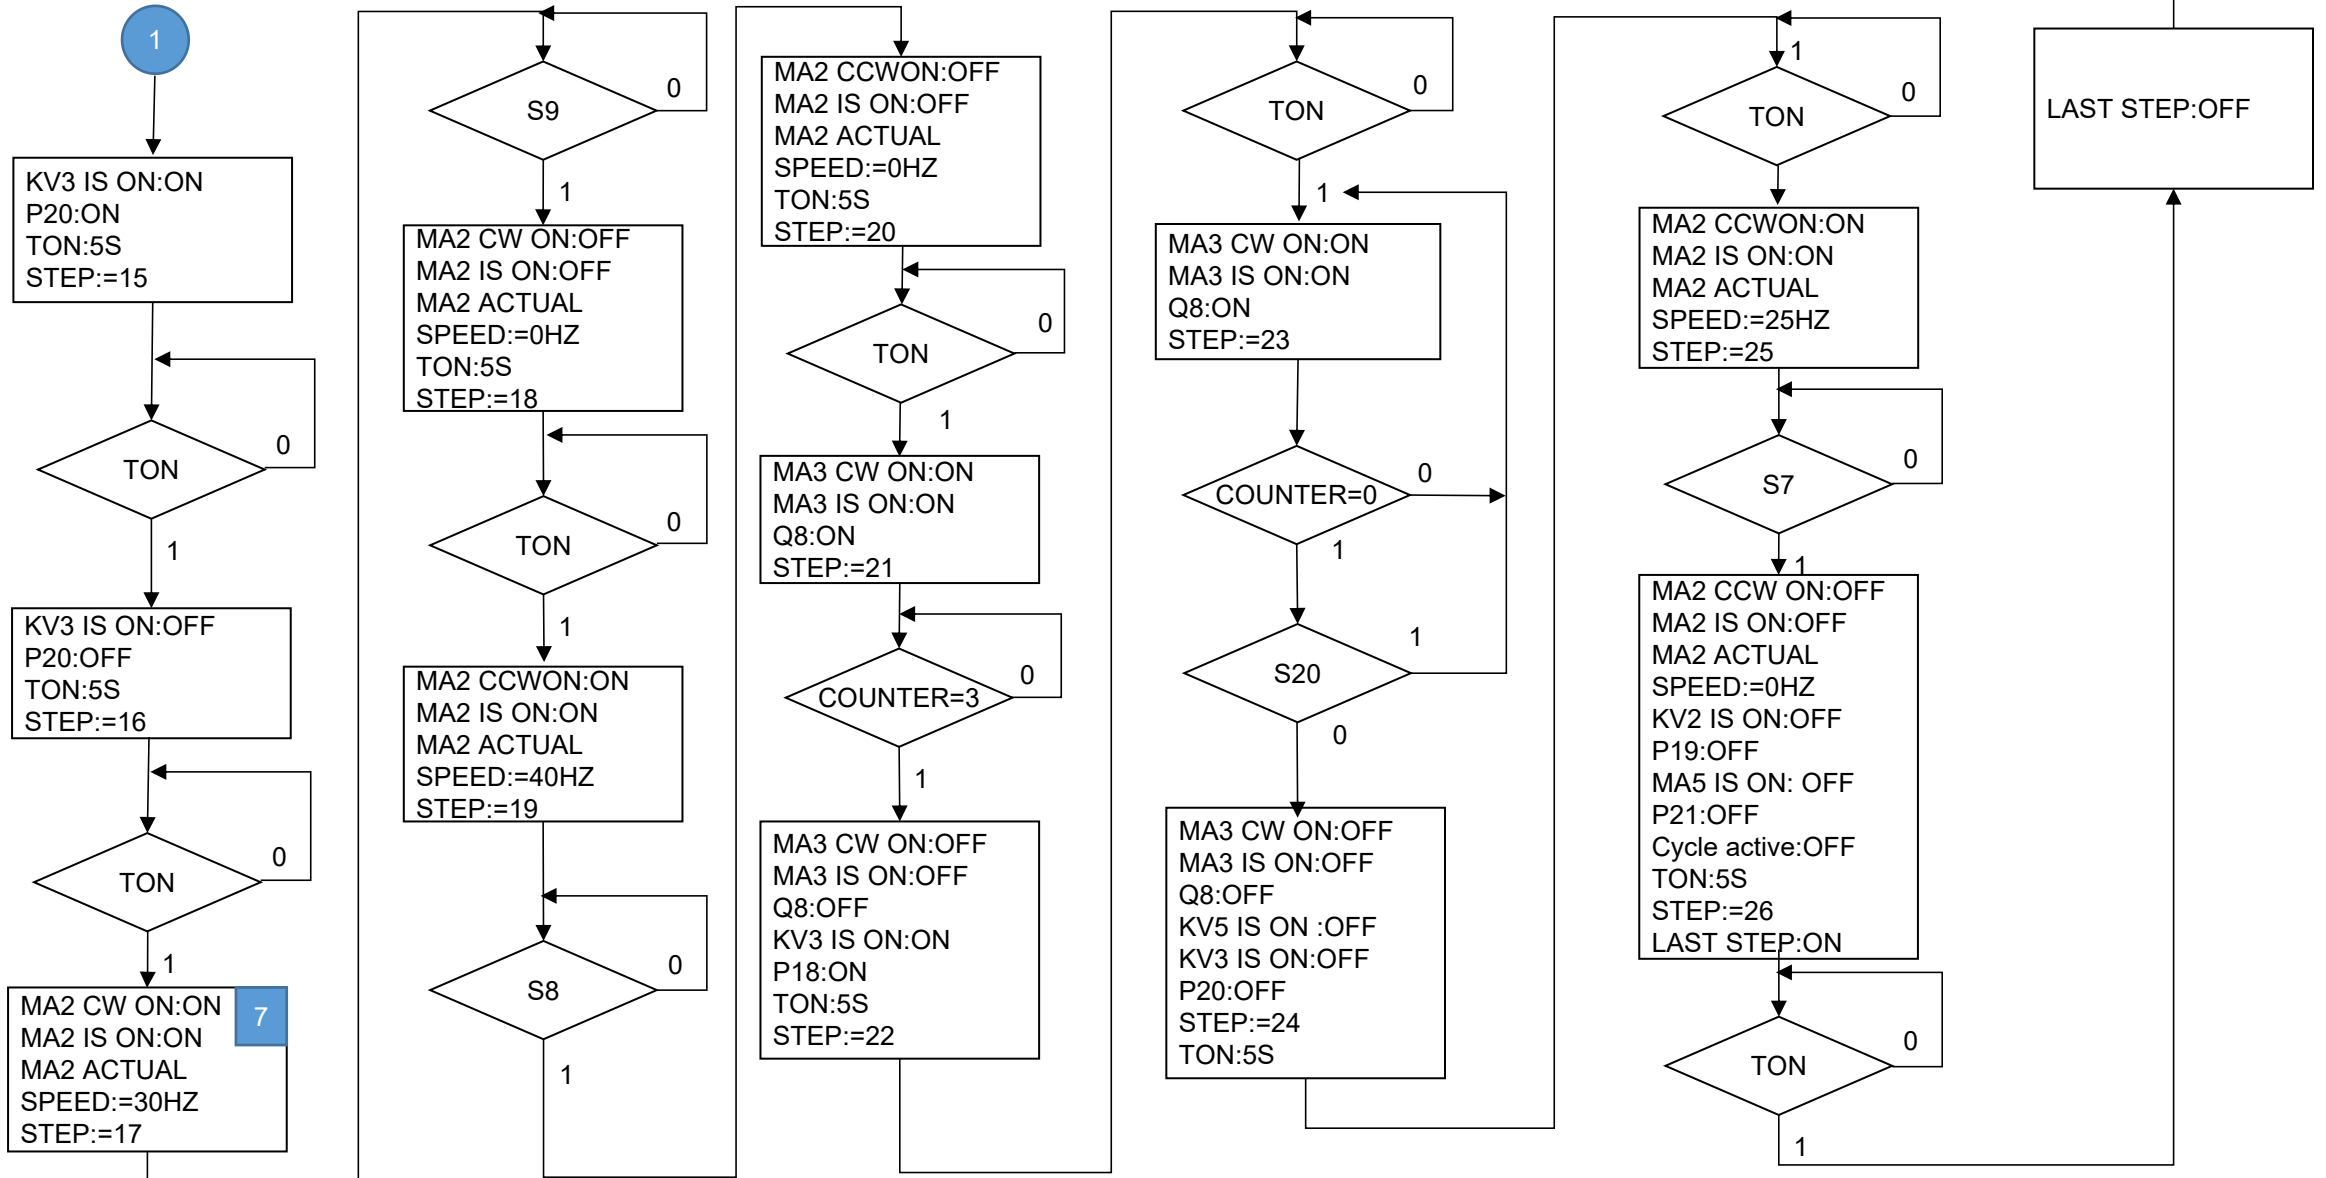 1
KV3 IS ON:ON
P20:ON
TON:5S
STEP:=15
0
TON
1
KV3 IS ON:OFF
P20:OFF
TON:5S
STEP:=16
0
TON
1
MA2 CW ON:ON
7
MA2 IS ON:ON
MA2 ACTUAL
SPEED:=30HZ
STEP:=17
0
S9
1
MA2 CW ON:OFF
MA2 IS ON:OFF
MA2 ACTUAL
SPEED:=0HZ
TON:5S
STEP:=18
0
TON
1
MA2 CCWON:ON
MA2 IS ON:ON
MA2 ACTUAL
SPEED:=40HZ
STEP:=19
0
S8
1
MA2 CCWON:OFF
MA2 IS ON:OFF
MA2 ACTUAL
SPEED:=0HZ
TON:5S
STEP:=20
0
TON
1
MA3 CW ON:ON
MA3 IS ON:ON
Q8:ON
STEP:=21
0
COUNTER=3
1
MA3 CW ON:OFF
MA3 IS ON:OFF
Q8:OFF
KV3 IS ON:ON
P18:ON
TON:5S
STEP:=22
0
TON
1
MA3 CW ON:ON
MA3 IS ON:ON
Q8:ON
STEP:=23
0
COUNTER=0
1
1
S20
0
MA3 CW ON:OFF
MA3 IS ON:OFF
Q8:OFF
KV5 IS ON :OFF
KV3 IS ON:OFF
P20:OFF
STEP:=24
TON:5S
1
0
TON
MA2 CCWON:ON
MA2 IS ON:ON
MA2 ACTUAL
SPEED:=25HZ
STEP:=25
0
S7
1
MA2 CCW ON:OFF
MA2 IS ON:OFF
MA2 ACTUAL
SPEED:=0HZ
KV2 IS ON:OFF
P19:OFF
MA5 IS ON: OFF
P21:OFF
Cycle active:OFF
TON:5S
STEP:=26
LAST STEP:ON
0
TON
1
LAST STEP:OFF